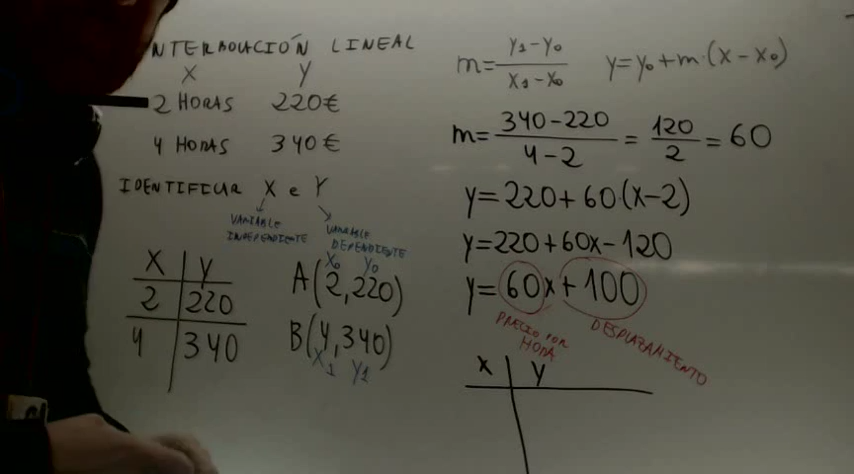 NTERPOLACIÓN LINEAL
X Y
2 HORAS 220€
4 HORAS 340€
IDENTIFICAR X e Y
VARIABLE
INDEPENDIENTE
VARIABLE
DEPENDIENTE
X | Y
2 | 220
4 | 340
X₀ Y₀
A(2,220)
B(4,340)
X₁ Y₁
m = (Y₁-Y₀)/(X₁-X₀) y=y₀+m·(x-x₀)
m = (340-220)/(4-2) = 120/2 = 60
y=220+60·(x-2)
y=220+60x-120
y=60x+100
PRECIO POR
HORA
DESPLAZAMIENTO
X | Y